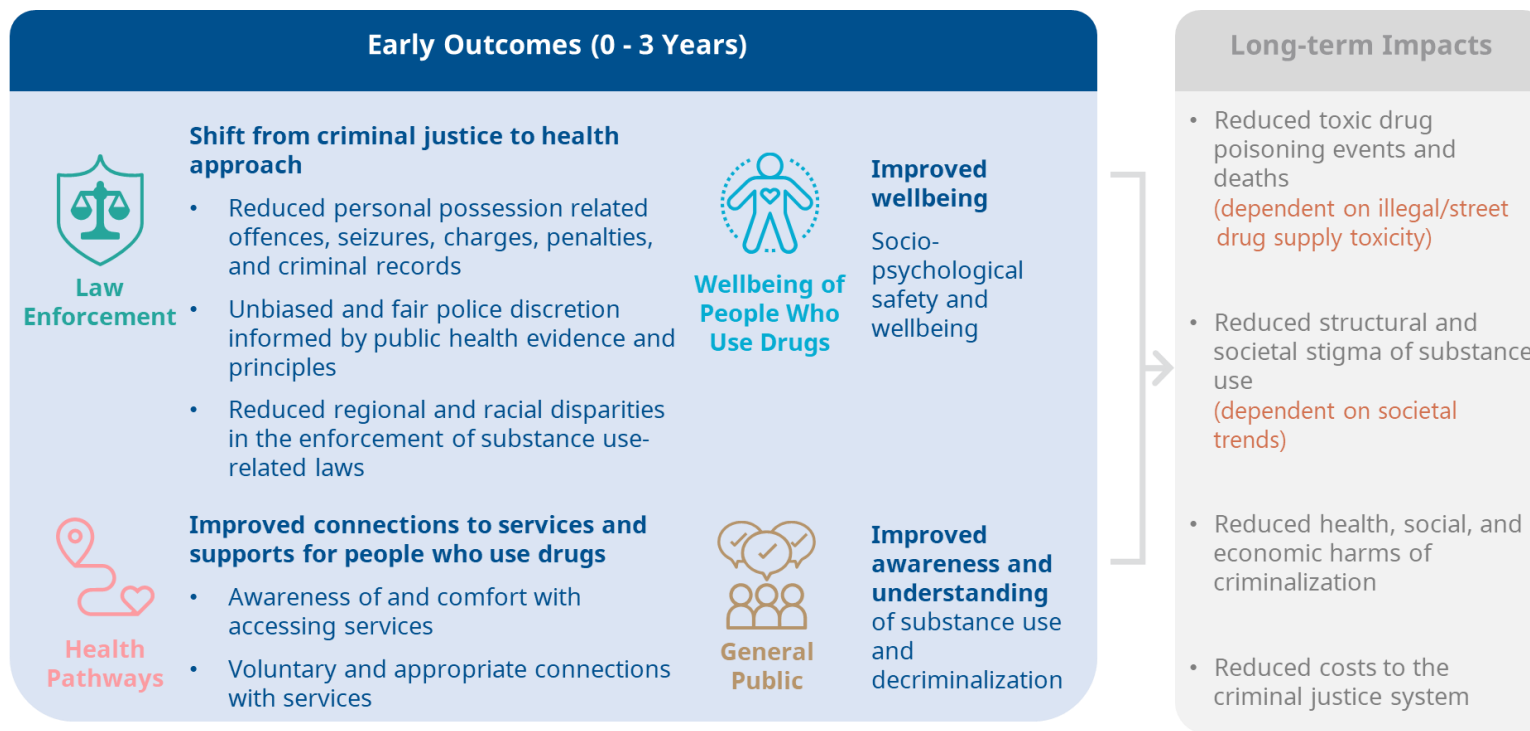 Early Outcomes (0 - 3 Years)
Law
Enforcement
Shift from criminal justice to health
approach
• Reduced personal possession related
offences, seizures, charges, penalties,
and criminal records
• Unbiased and fair police discretion
informed by public health evidence and
principles
• Reduced regional and racial disparities
in the enforcement of substance use-
related laws
Wellbeing of
People Who
Use Drugs
Improved
wellbeing
Socio-
psychological
safety and
wellbeing
Health
Pathways
Improved connections to services and
supports for people who use drugs
• Awareness of and comfort with
accessing services
• Voluntary and appropriate connections
with services
General
Public
Improved
awareness and
understanding
of substance use
and
decriminalization
Long-term Impacts
• Reduced toxic drug
poisoning events and
deaths
(dependent on illegal/street
drug supply toxicity)
• Reduced structural and
societal stigma of substance
use
(dependent on societal
trends)
• Reduced health, social, and
economic harms of
criminalization
• Reduced costs to the
criminal justice system